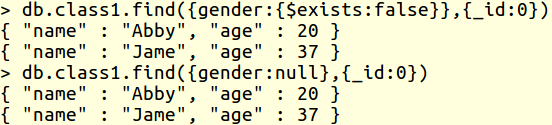 > db.class1.find({gender:{$exists:false}},{_id:0})
{ "name" : "Abby", "age" : 20 }
{ "name" : "Jame", "age" : 37 }
> db.class1.find({gender:null},{_id:0})
{ "name" : "Abby", "age" : 20 }
{ "name" : "Jame", "age" : 37 }